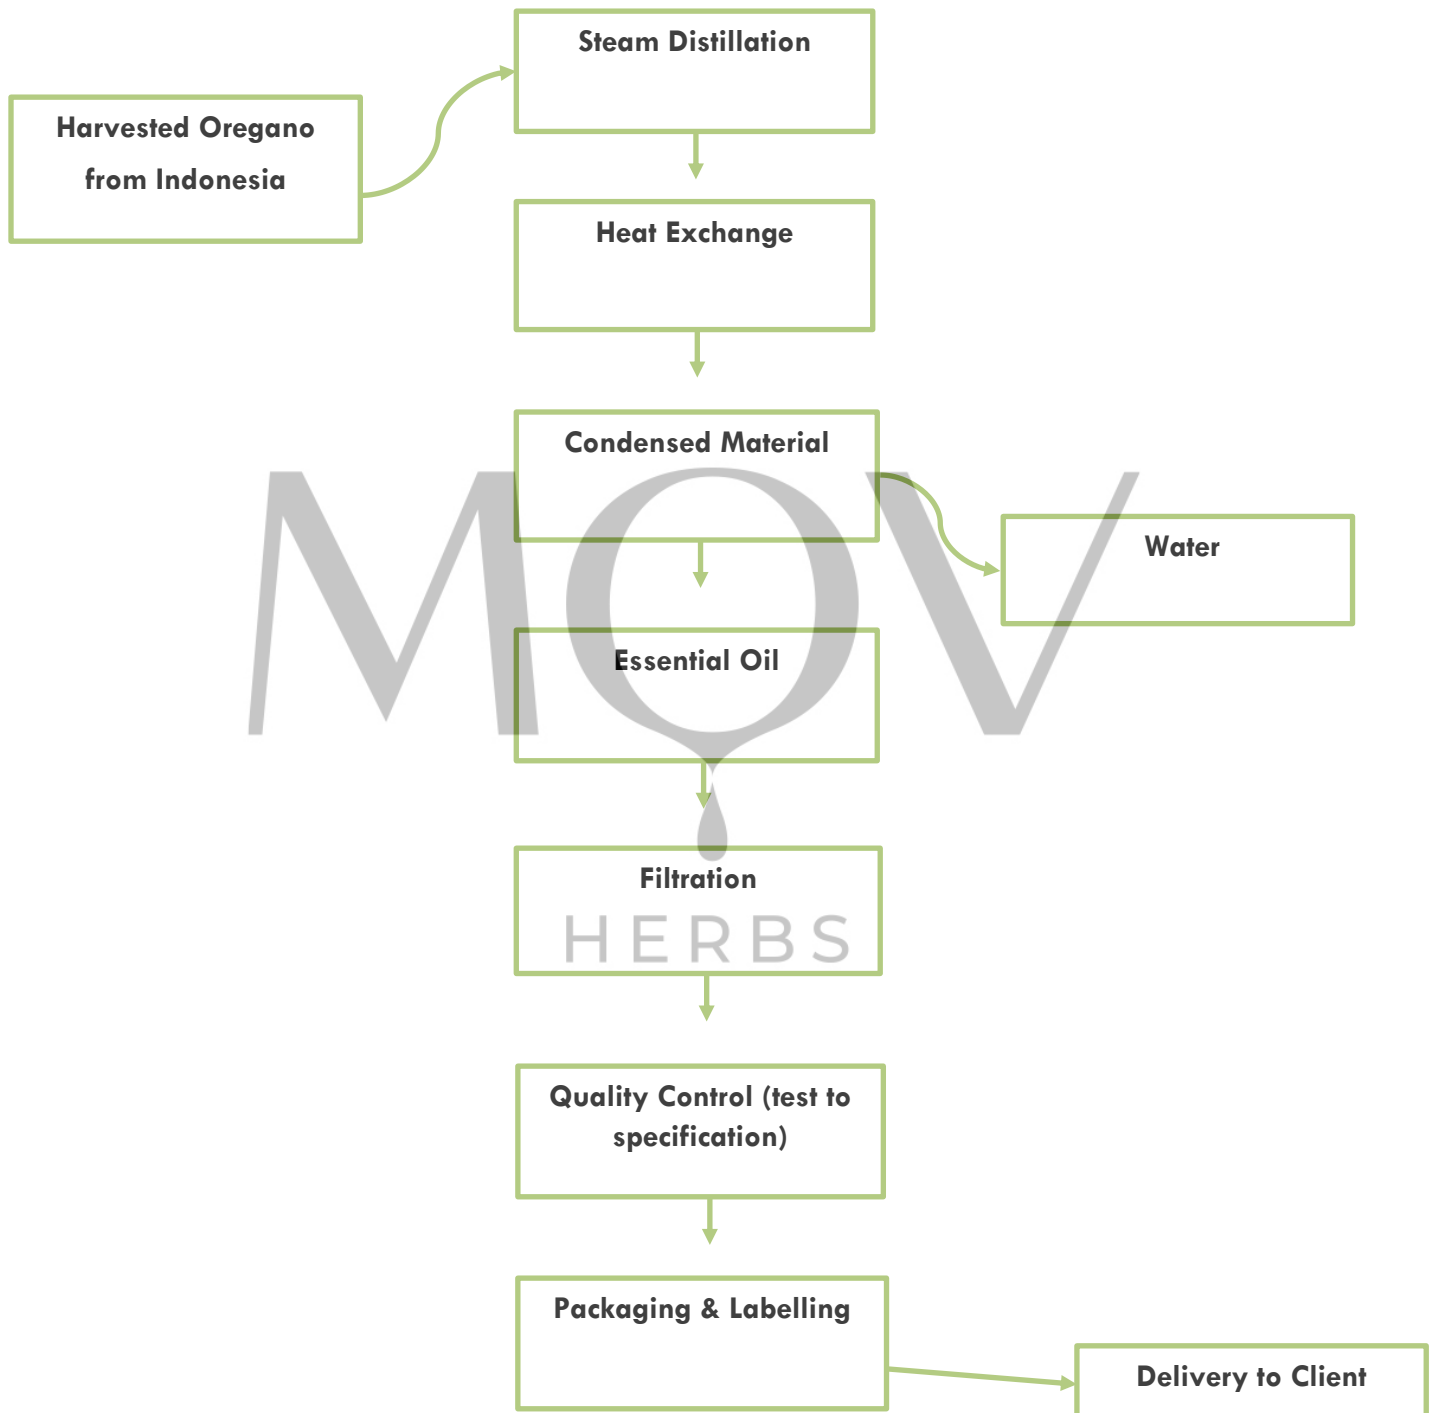 Steam Distillation
Harvested Oregano
from Indonesia
Heat Exchange
Condensed Material
Water
Essential Oil
Filtration
Quality Control (test to
specification)
Packaging & Labelling
Delivery to Client
MOV
HERBS